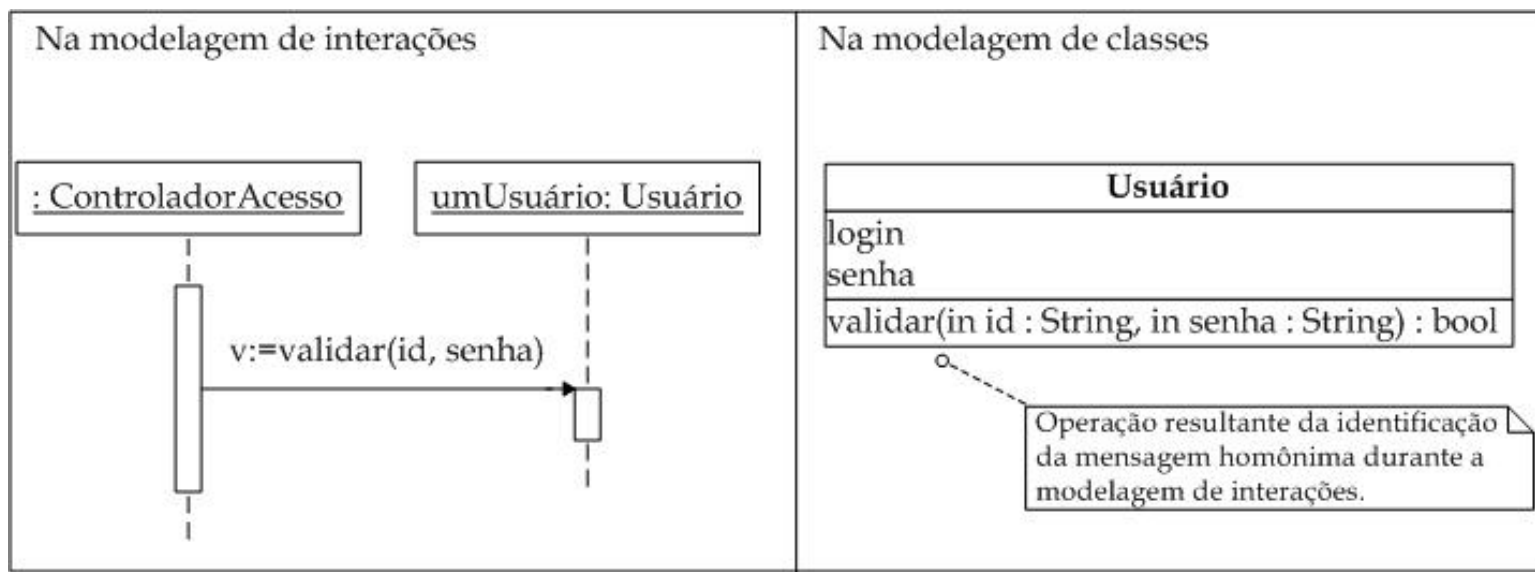 Na modelagem de interações
: ControladorAcesso
umUsuário: Usuário
v:=validar(id, senha)
Na modelagem de classes
Usuário
login
senha
validar(in id : String, in senha : String) : bool
Operação resultante da identificação
da mensagem homônima durante a
modelagem de interações.